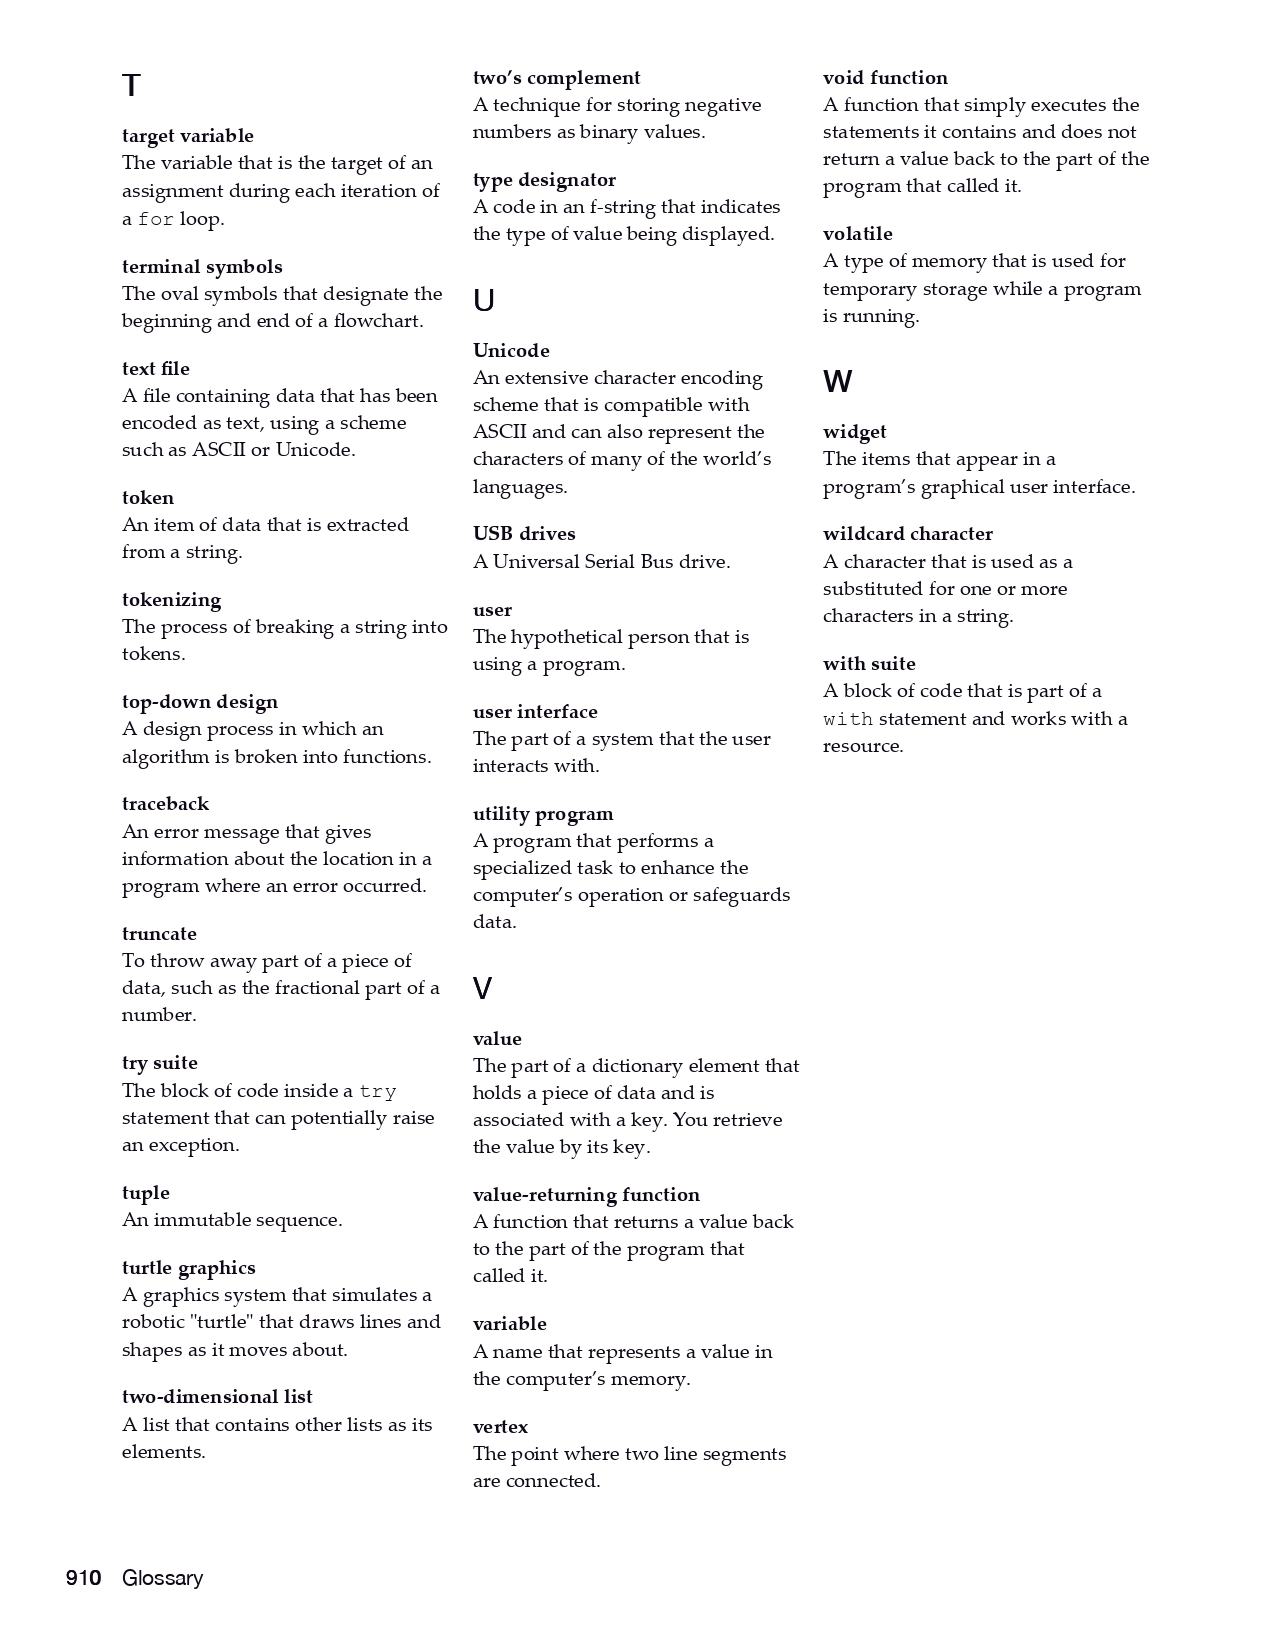 T
target variable
The variable that is the target of an
assignment during each iteration of
a for loop.
terminal symbols
The oval symbols that designate the
beginning and end of a flowchart.
text file
A file containing data that has been
encoded as text, using a scheme
such as ASCII or Unicode.
token
An item of data that is extracted
from a string.
tokenizing
The process of breaking a string into
tokens.
top-down design
A design process in which an
algorithm is broken into functions.
traceback
An error message that gives
information about the location in a
program where an error occurred.
truncate
To throw away part of a piece of
data, such as the fractional part of a
number.
try suite
The block of code inside a try
statement that can potentially raise
an exception.
tuple
An immutable sequence.
turtle graphics
A graphics system that simulates a
robotic "turtle" that draws lines and
shapes as it moves about.
two-dimensional list
A list that contains other lists as its
elements.
two’s complement
A technique for storing negative
numbers as binary values.
type designator
A code in an f-string that indicates
the type of value being displayed.
U
Unicode
An extensive character encoding
scheme that is compatible with
ASCII and can also represent the
characters of many of the world’s
languages.
USB drives
A Universal Serial Bus drive.
user
The hypothetical person that is
using a program.
user interface
The part of a system that the user
interacts with.
utility program
A program that performs a
specialized task to enhance the
computer’s operation or safeguards
data.
V
value
The part of a dictionary element that
holds a piece of data and is
associated with a key. You retrieve
the value by its key.
value-returning function
A function that returns a value back
to the part of the program that
called it.
variable
A name that represents a value in
the computer’s memory.
vertex
The point where two line segments
are connected.
void function
A function that simply executes the
statements it contains and does not
return a value back to the part of the
program that called it.
volatile
A type of memory that is used for
temporary storage while a program
is running.
W
widget
The items that appear in a
program’s graphical user interface.
wildcard character
A character that is used as a
substituted for one or more
characters in a string.
with suite
A block of code that is part of a
with statement and works with a
resource.
910 Glossary